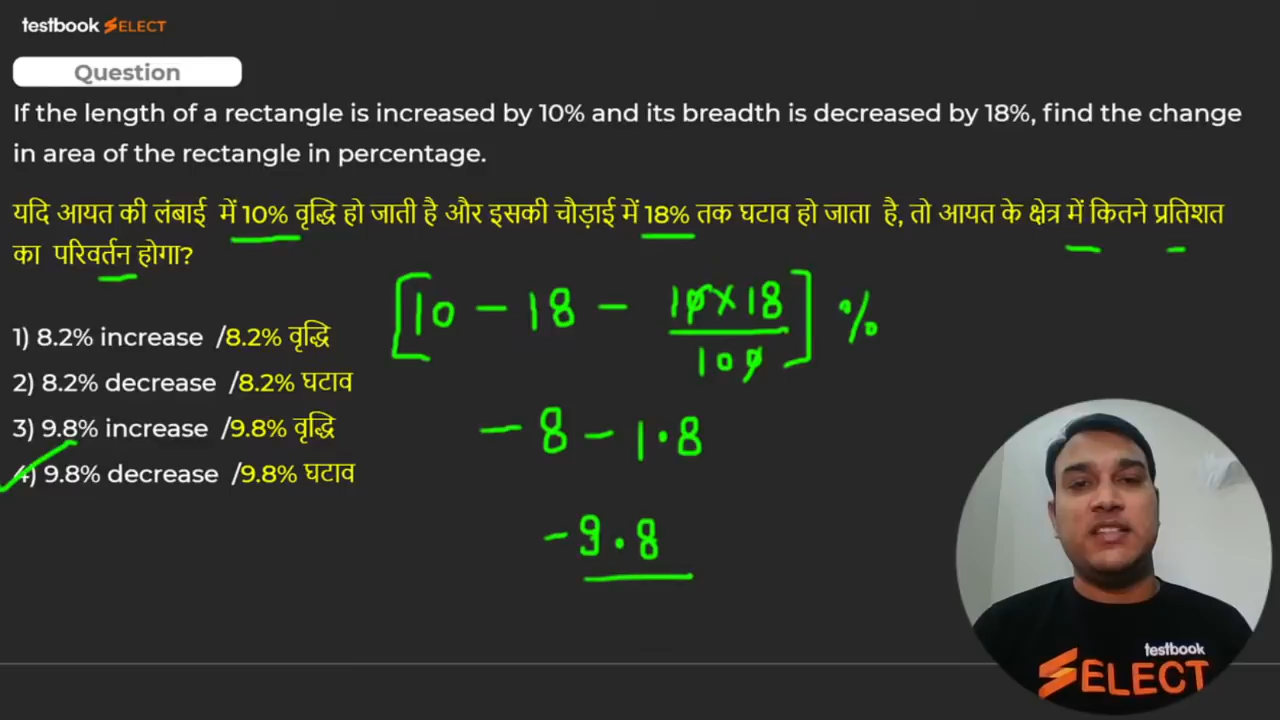 testbook SELECT
Question
If the length of a rectangle is increased by 10% and its breadth is decreased by 18%, find the change
in area of the rectangle in percentage.
यदि आयत की लंबाई में 10% वृद्धि हो जाती है और इसकी चौड़ाई में 18% तक घटाव हो जाता है, तो आयत के क्षेत्र में कितने प्रतिशत
का परिवर्तन होगा?
[10 - 18 - 10×18/100] %
1) 8.2% increase /8.2% वृद्धि
2) 8.2% decrease /8.2% घटाव
3) 9.8% increase /9.8% वृद्धि
4) 9.8% decrease /9.8% घटाव
- 8 - 1.8
- 9.8
testbook
SELECT